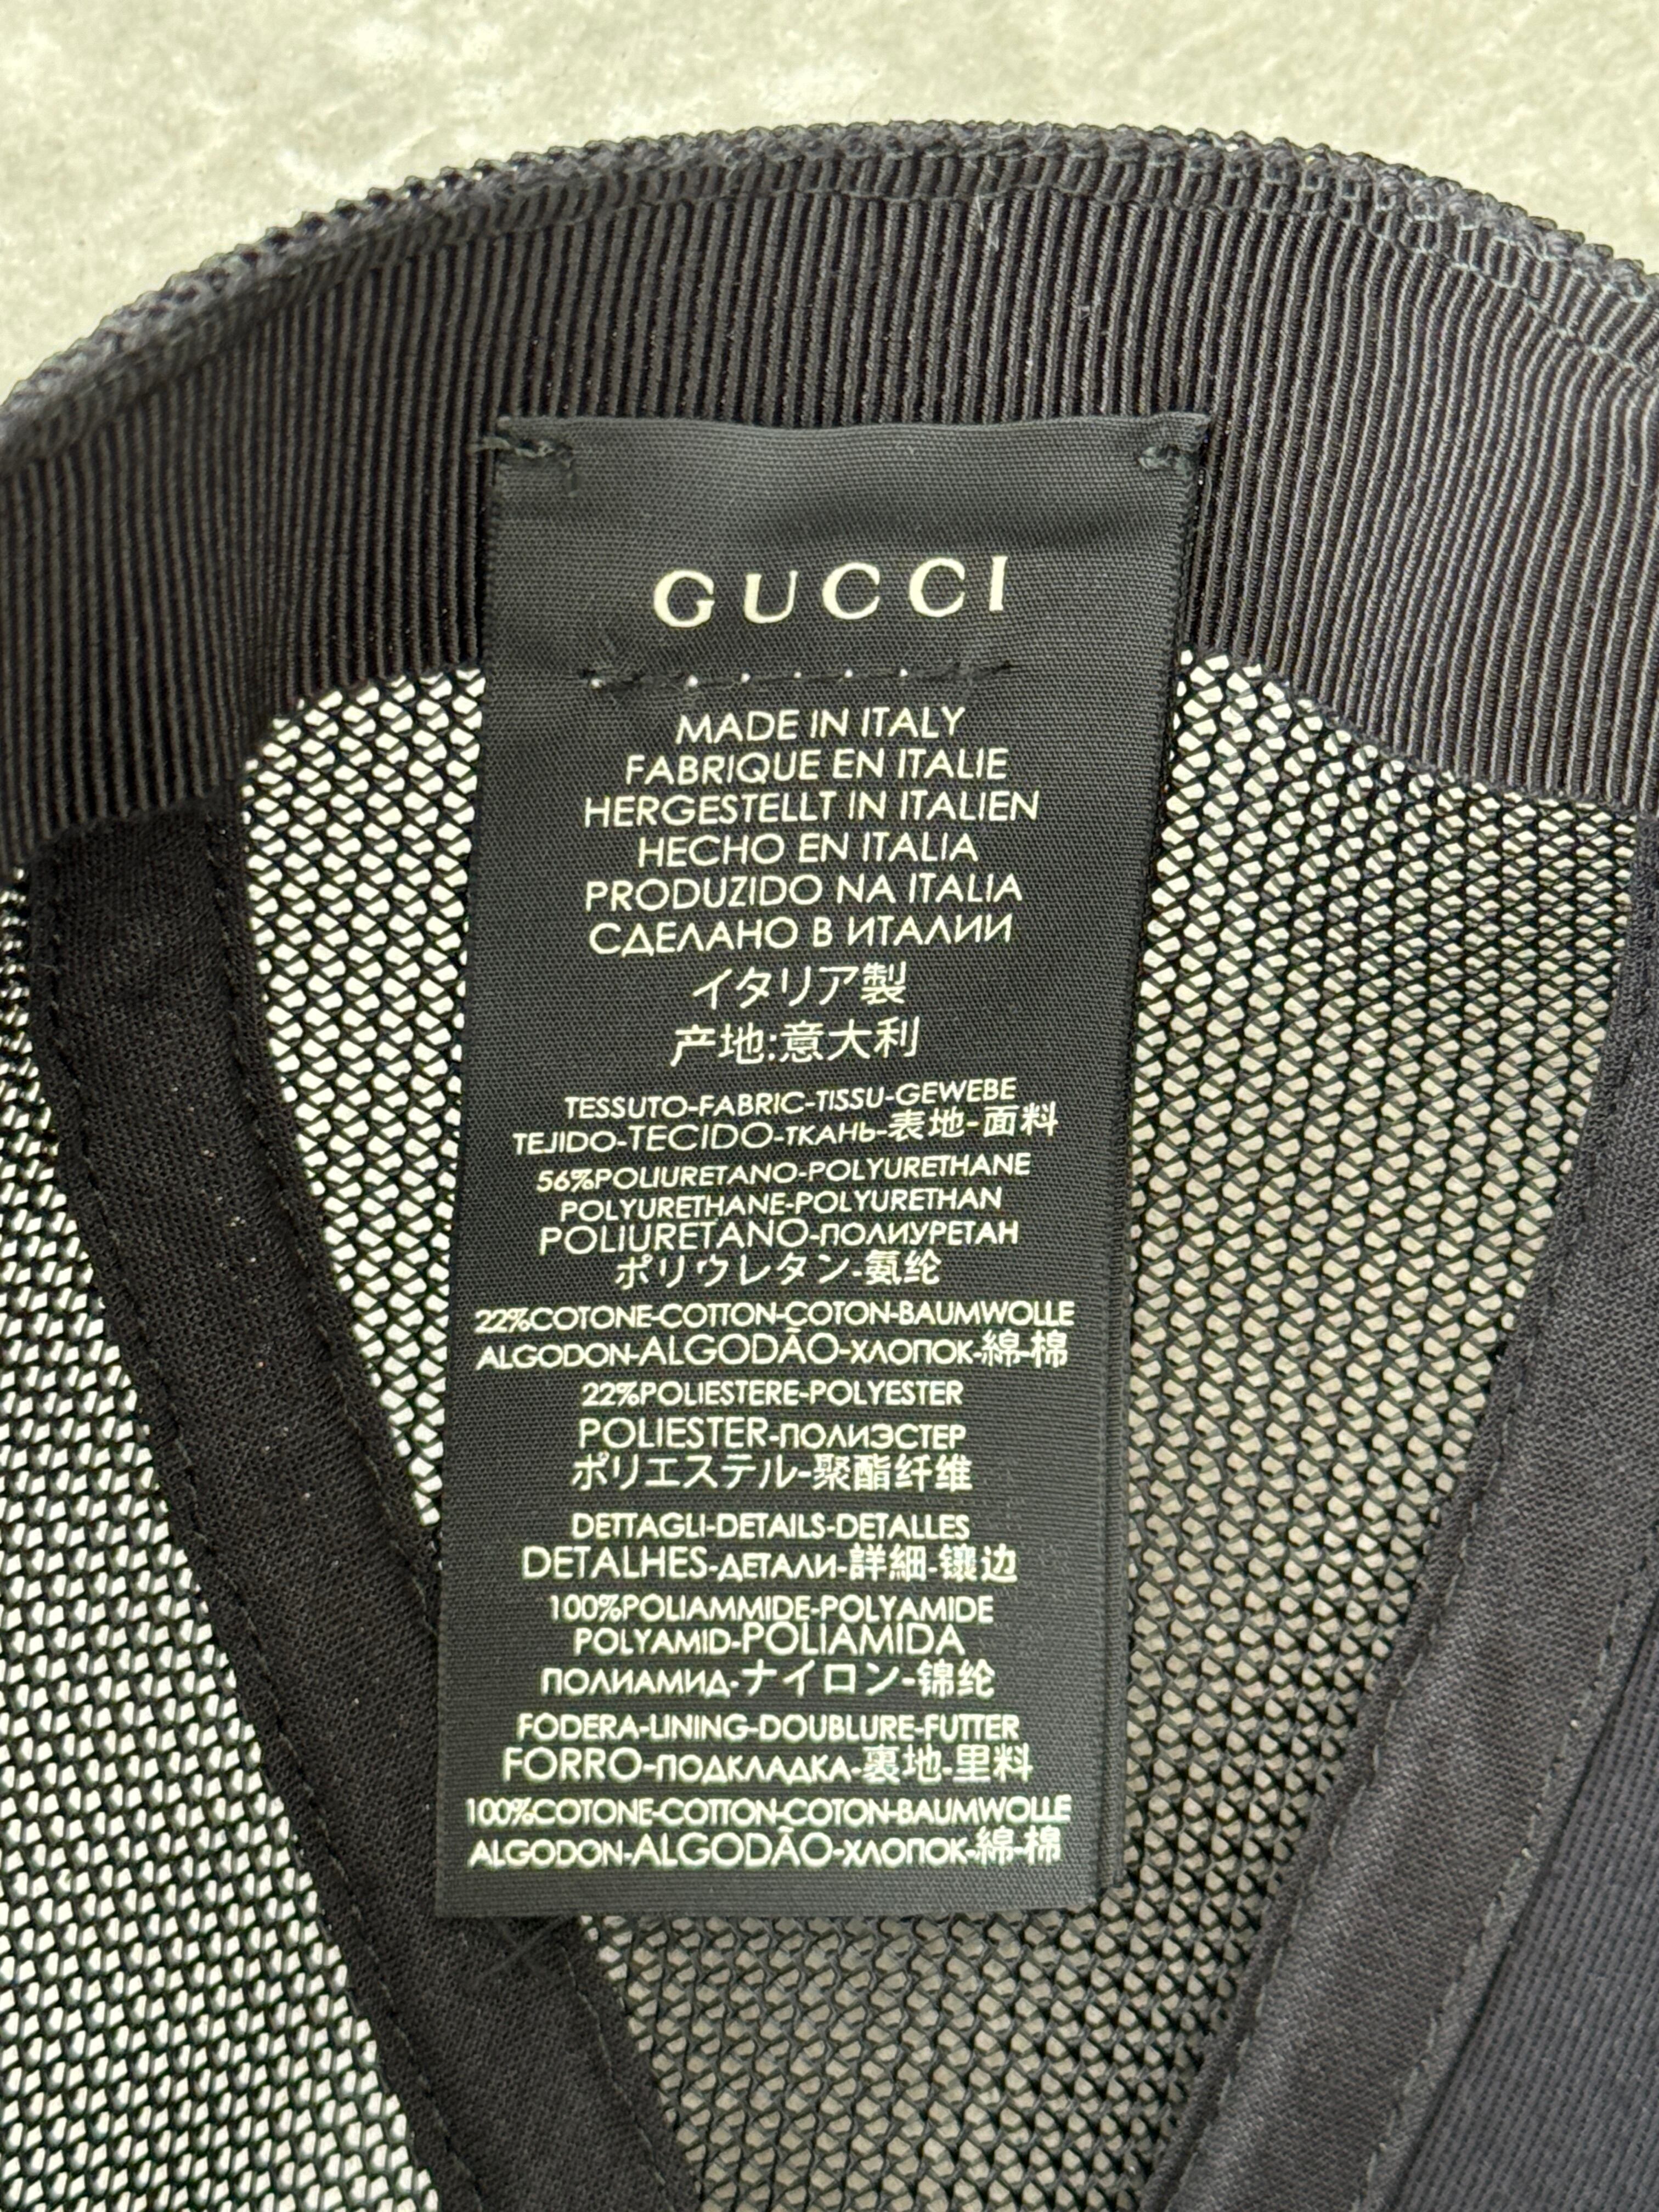 GUCCI
MADE IN ITALY
FABRIQUE EN ITALIE
HERGESTELLT IN ITALIEN
HECHO EN ITALIA
PRODUZIDO NA ITALIA
СДЕЛАНО В ИТАЛИИ
イタリア製
产地:意大利
TESSUTO-FABRIC-TISSU-GEWEBE
TEJIDO-TECIDO-ТКАНЬ-表地-面料
56%POLIURETANO-POLYURETHANE
POLYURETHANE-POLYURETHAN
POLIURETANO-ПОЛИУРЕТАН
ポリウレタン-氨纶
22%COTONE-COTTON-COTON-BAUMWOLLE
ALGODON-ALGODÃO-ХЛОПОК-綿-棉
22%POLIESTERE-POLYESTER
POLIESTER-ПОЛИЭСТЕР
ポリエステル-聚酯纤维
DETTAGLI-DETAILS-DETALLES
DETALHES-ДЕТАЛИ-詳細-镶边
100%POLIAMMIDE-POLYAMIDE
POLYAMID-POLIAMIDA
ПОЛИАМИД-ナイロン-锦纶
FODERA-LINING-DOUBLURE-FUTTER
FORRO-ПОДКЛАДКА-裏地-里料
100%COTONE-COTTON-COTON-BAUMWOLLE
ALGODON-ALGODÃO-ХЛОПОК-綿-棉